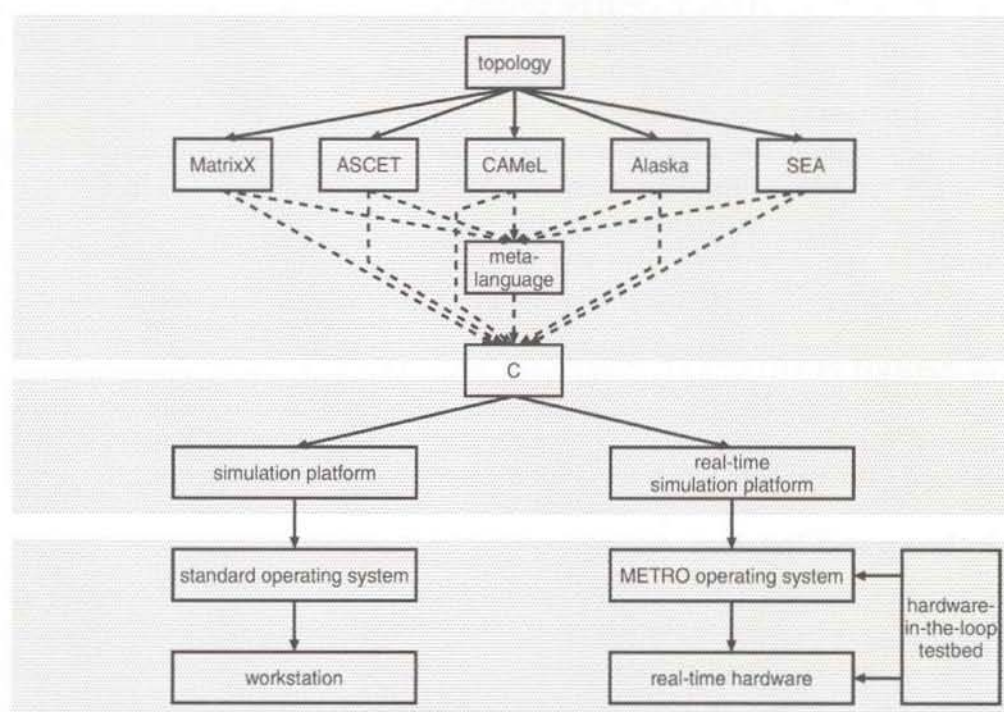 topology
MatrixX
ASCET
CAMeL
Alaska
SEA
meta-
language
C
simulation platform
real-time
simulation platform
standard operating system
METRO operating system
hardware-
in-the-loop
testbed
workstation
real-time hardware